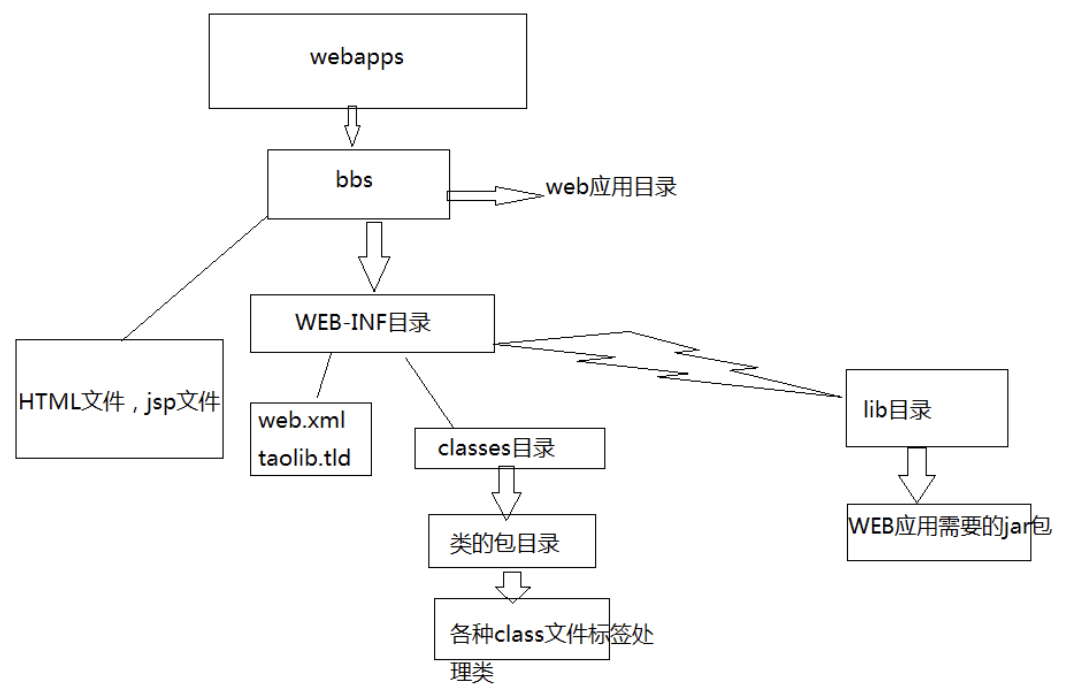 webapps
bbs
web应用目录
WEB-INF目录
HTML文件，jsp文件
web.xml
taolib.tld
classes目录
lib目录
类的包目录
WEB应用需要的jar包
各种class文件标签处
理类